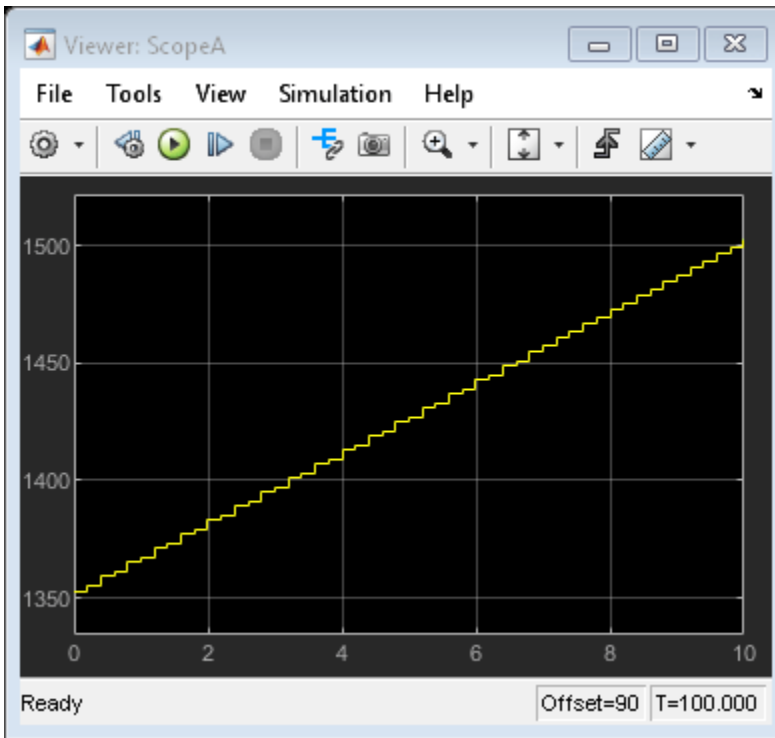 Viewer: ScopeA
File Tools View Simulation Help
1500
1450
1400
1350
0 2 4 6 8 10
Ready Offset=90 T=100.000